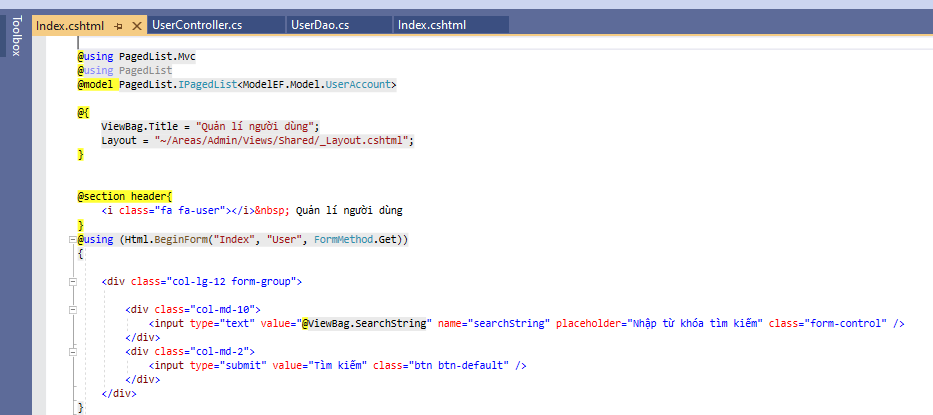 Toolbox
Index.cshtml UserController.cs UserDao.cs Index.cshtml
@using PagedList.Mvc
@using PagedList
@model PagedList.IPagedList<ModelEF.Model.UserAccount>
@{
ViewBag.Title = "Quản lí người dùng";
Layout = "~/Areas/Admin/Views/Shared/_Layout.cshtml";
}
@section header{
<i class="fa fa-user"></i>&nbsp; Quản lí người dùng
}
@using (Html.BeginForm("Index", "User", FormMethod.Get))
{
<div class="col-lg-12 form-group">
<div class="col-md-10">
<input type="text" value="@ViewBag.SearchString" name="searchString" placeholder="Nhập từ khóa tìm kiếm" class="form-control" />
</div>
<div class="col-md-2">
<input type="submit" value="Tìm kiếm" class="btn btn-default" />
</div>
</div>
}